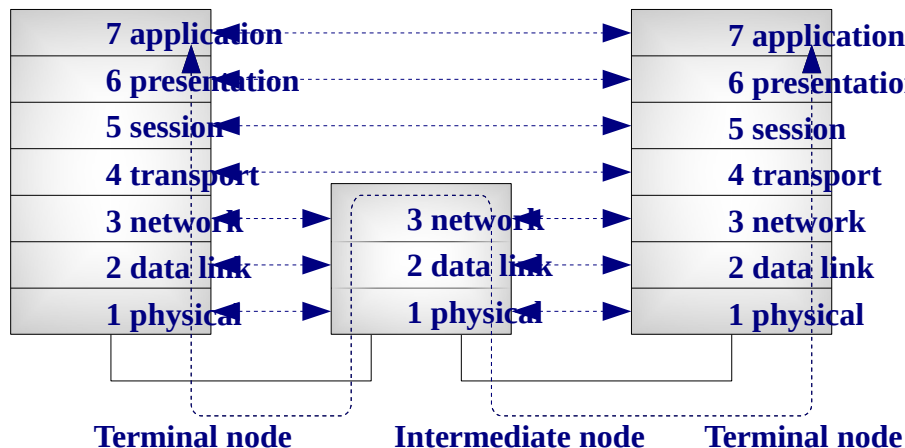 7 application
6 presentation
5 session
4 transport
3 network
2 data link
1 physical
3 network
2 data link
1 physical
7 application
6 presentatio
5 session
4 transport
3 network
2 data link
1 physical
Terminal node
Intermediate node
Terminal node